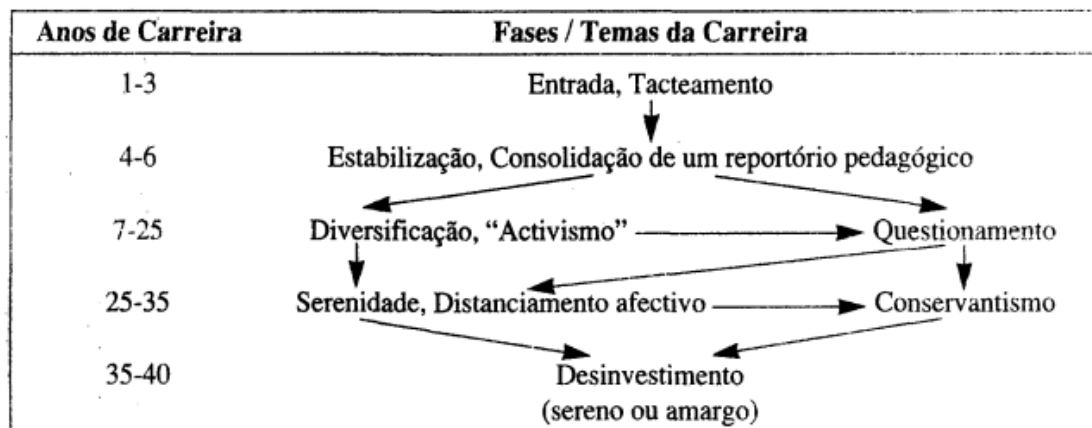 Anos de Carreira Fases / Temas da Carreira
1-3 Entrada, Tacteamento
4-6 Estabilização, Consolidação de um reportório pedagógico
7-25 Diversificação, “Activismo” Questionamento
25-35 Serenidade, Distanciamento afectivo Conservantismo
35-40 Desinvestimento
(sereno ou amargo)